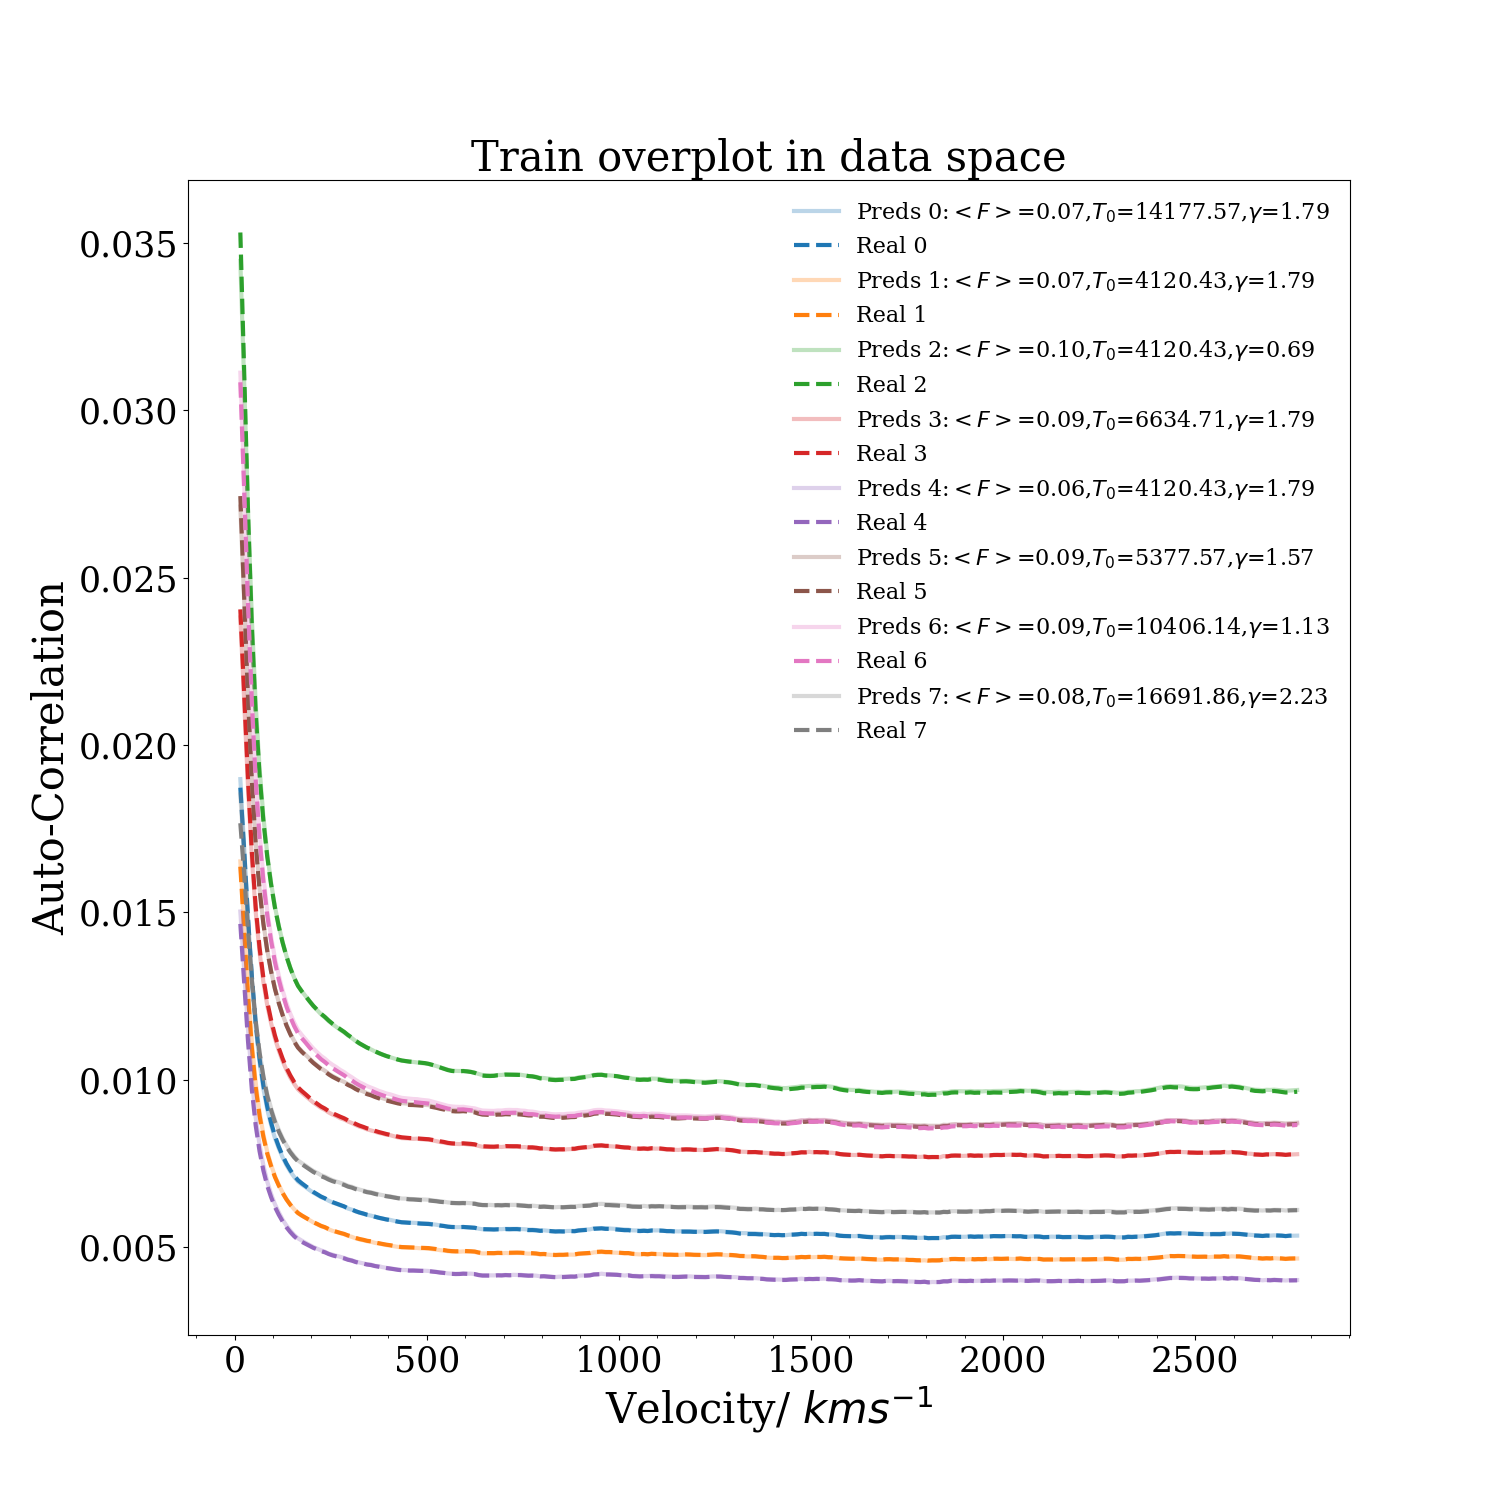 Train overplot in data space
Preds 0: < F > =0.07,T₀=14177.57,γ=1.79
Real 0
Preds 1: < F > =0.07,T₀=4120.43,γ=1.79
Real 1
Preds 2: < F > =0.10,T₀=4120.43,γ=0.69
Real 2
Preds 3: < F > =0.09,T₀=6634.71,γ=1.79
Real 3
Preds 4: < F > =0.06,T₀=4120.43,γ=1.79
Real 4
Preds 5: < F > =0.09,T₀=5377.57,γ=1.57
Real 5
Preds 6: < F > =0.09,T₀=10406.14,γ=1.13
Real 6
Preds 7: < F > =0.08,T₀=16691.86,γ=2.23
Real 7
Auto-Correlation
0.035
0.030
0.025
0.020
0.015
0.010
0.005
0 500 1000 1500 2000 2500
Velocity/ kms⁻¹